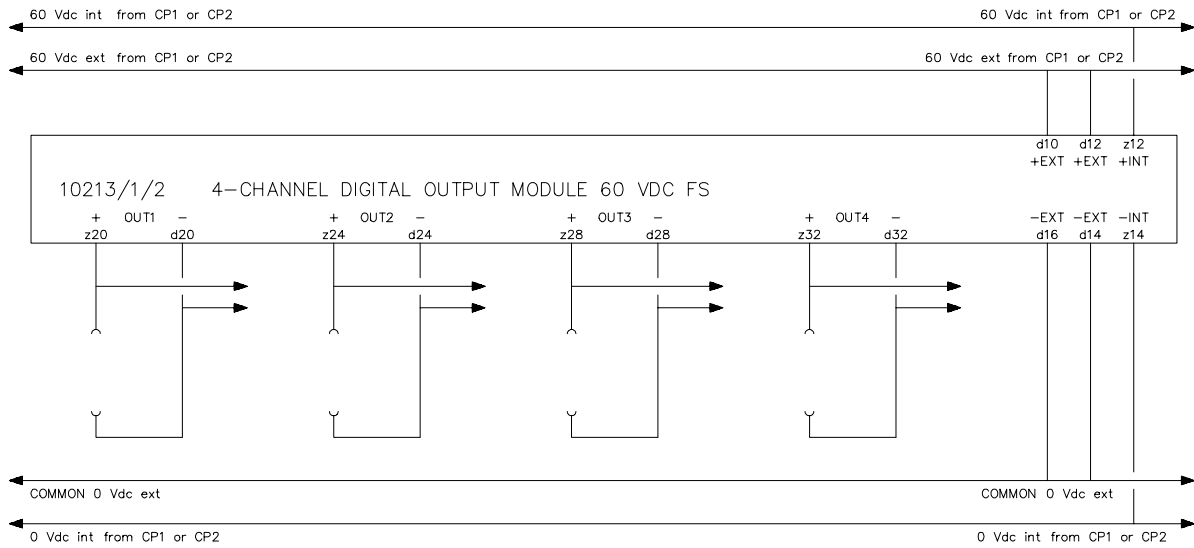 60 Vdc int from CP1 or CP2 60 Vdc int from CP1 or CP2
60 Vdc ext from CP1 or CP2 60 Vdc ext from CP1 or CP2
d10 d12 z12
+EXT +EXT +INT
10213/1/2 4-CHANNEL DIGITAL OUTPUT MODULE 60 VDC FS
+ OUT1 - + OUT2 - + OUT3 - + OUT4 - -EXT -EXT -INT
z20 d20 z24 d24 z28 d28 z32 d32 d16 d14 z14
COMMON 0 Vdc ext COMMON 0 Vdc ext
0 Vdc int from CP1 or CP2 0 Vdc int from CP1 or CP2